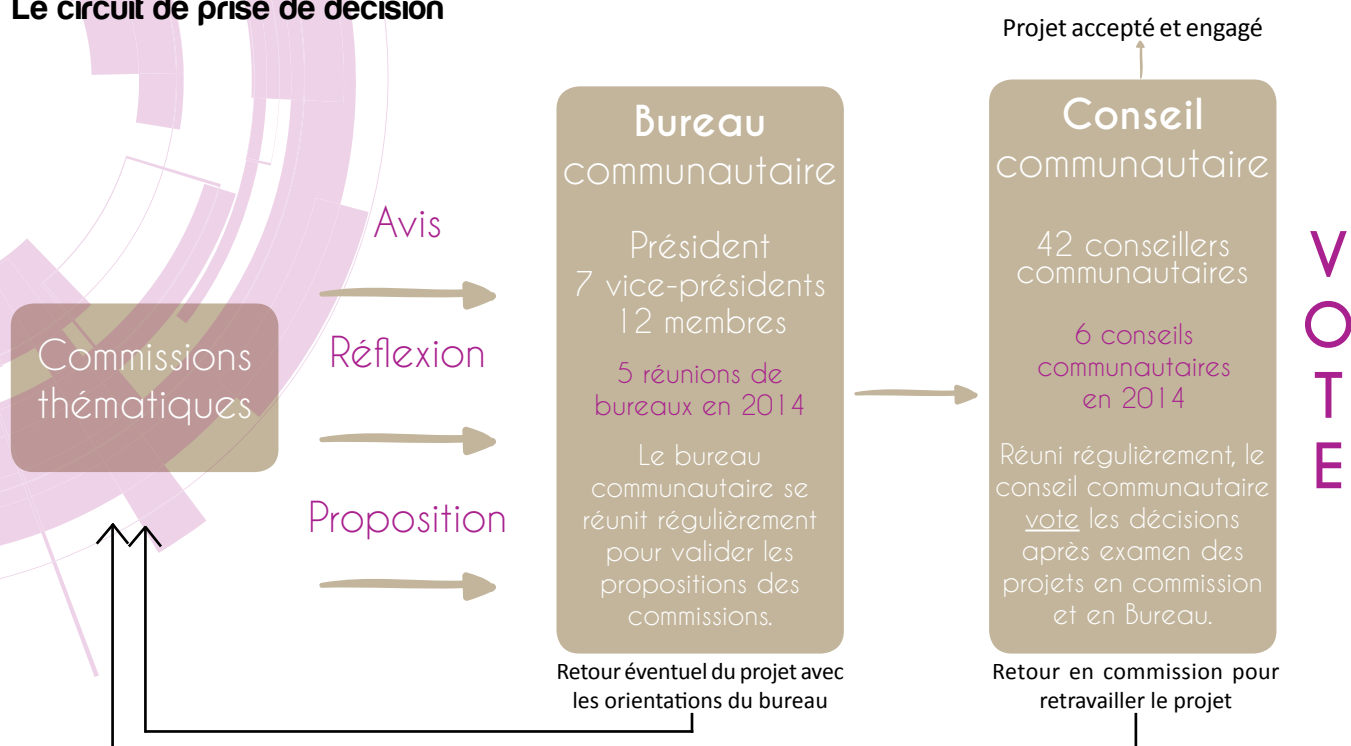 Le circuit de prise de décision
Commissions
thématiques
Avis
Réflexion
Proposition
Bureau
communautaire
Président
7 vice-présidents
12 membres
5 réunions de
bureaux en 2014
Le bureau
communautaire se
réunit régulièrement
pour valider les
propositions des
commissions.
Retour éventuel du projet avec
les orientations du bureau
Projet accepté et engagé
Conseil
communautaire
42 conseillers
communautaires
6 conseils
communautaires
en 2014
Réuni régulièrement, le
conseil communautaire
vote les décisions
après examen des
projets en commission
et en Bureau.
Retour en commission pour
retravailler le projet
V
O
T
E